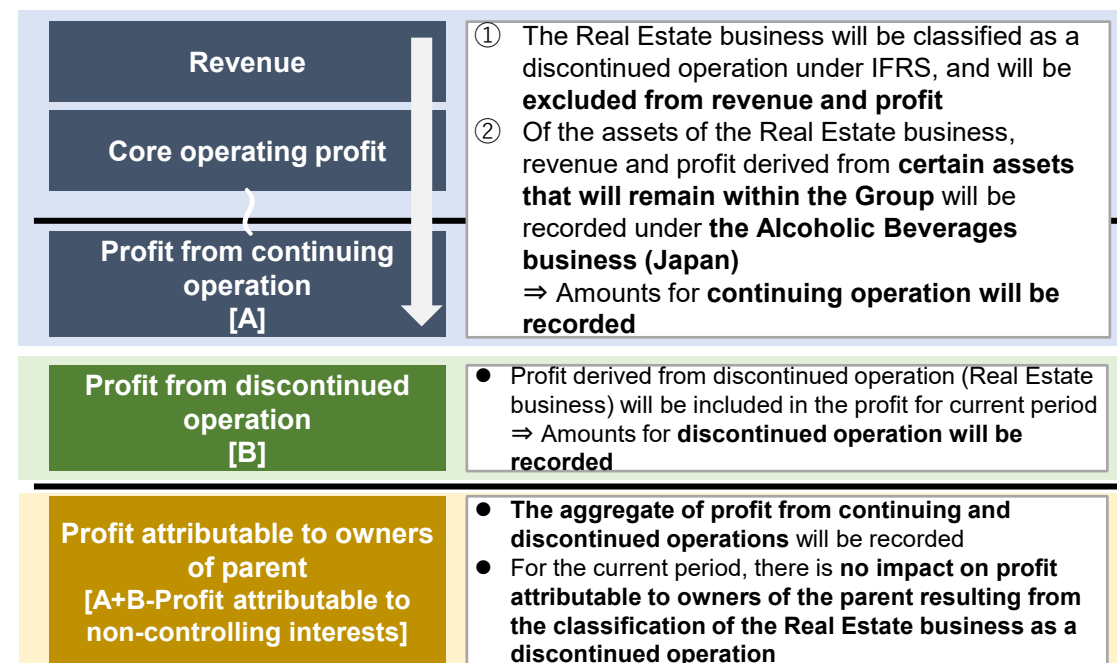 Revenue
① The Real Estate business will be classified as a
discontinued operation under IFRS, and will be
excluded from revenue and profit
Core operating profit
② Of the assets of the Real Estate business,
revenue and profit derived from certain assets
that will remain within the Group will be
recorded under the Alcoholic Beverages
business (Japan)
⇒ Amounts for continuing operation will be
recorded
Profit from continuing
operation
[A]
Profit from discontinued
operation
[B]
● Profit derived from discontinued operation (Real Estate
business) will be included in the profit for current period
⇒ Amounts for discontinued operation will be
recorded
Profit attributable to owners
of parent
[A+B-Profit attributable to
non-controlling interests]
● The aggregate of profit from continuing and
discontinued operations will be recorded
● For the current period, there is no impact on profit
attributable to owners of the parent resulting from
the classification of the Real Estate business as a
discontinued operation